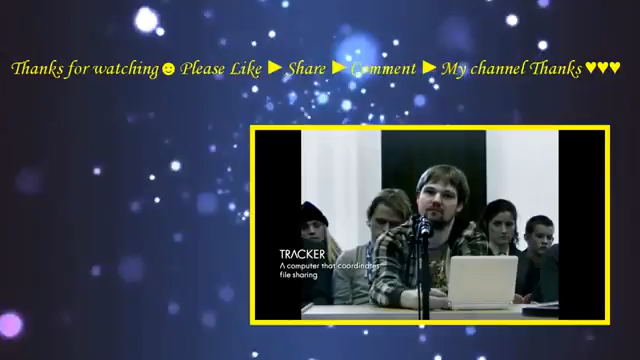 Thanks for watching☻Please Like ►Share ►Comment ►My channel Thanks ♥♥♥
TRACKER
A computer that coordinates
file sharing